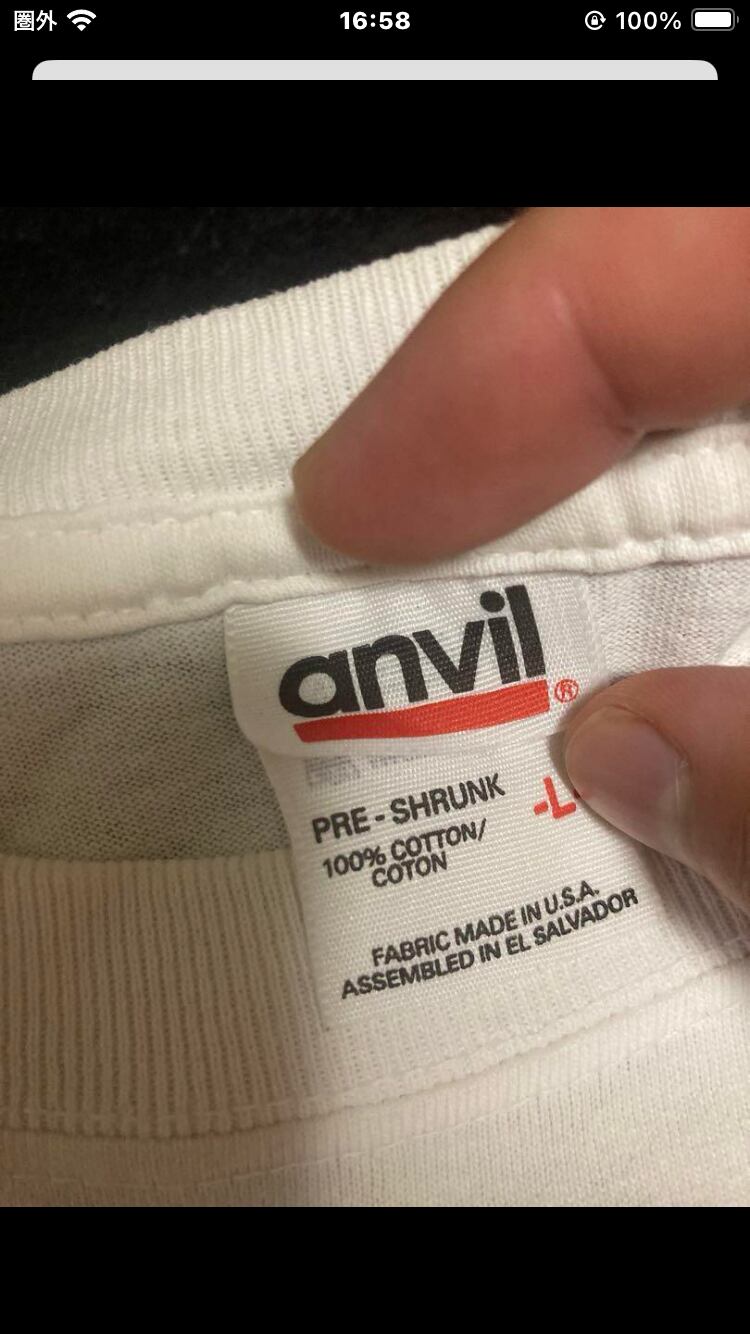 圏外 16:58 100%
anvil®
PRE-SHRUNK -L-
100% COTTON/
COTON
FABRIC MADE IN U.S.A.
ASSEMBLED IN EL SALVADOR